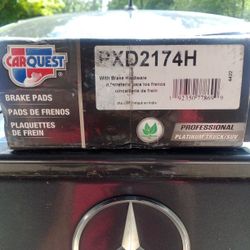 CARQUEST
BRAKE PADS
PADS DE FRENOS
PLAQUETTES
DE FREIN
PXD2174H
With Brake Hardware
PROFESSIONAL
PLATINUM TRUCK/SUV